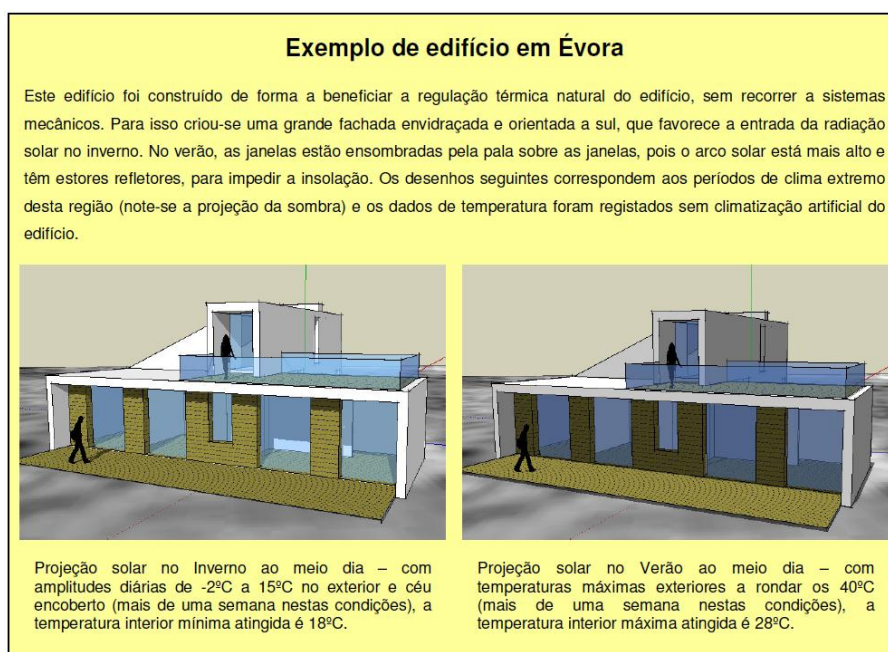 Exemplo de edifício em Évora
Este edifício foi construído de forma a beneficiar a regulação térmica natural do edifício, sem recorrer a sistemas
mecânicos. Para isso criou-se uma grande fachada envidraçada e orientada a sul, que favorece a entrada da radiação
solar no inverno. No verão, as janelas estão ensombradas pela pala sobre as janelas, pois o arco solar está mais alto e
têm estores refletores, para impedir a insolação. Os desenhos seguintes correspondem aos períodos de clima extremo
desta região (note-se a projeção da sombra) e os dados de temperatura foram registados sem climatização artificial do
edifício.
Projeção solar no Inverno ao meio dia – com
amplitudes diárias de -2ºC a 15ºC no exterior e céu
encoberto (mais de uma semana nestas condições), a
temperatura interior mínima atingida é 18ºC.
Projeção solar no Verão ao meio dia – com
temperaturas máximas exteriores a rondar os 40ºC
(mais de uma semana nestas condições), a
temperatura interior máxima atingida é 28ºC.